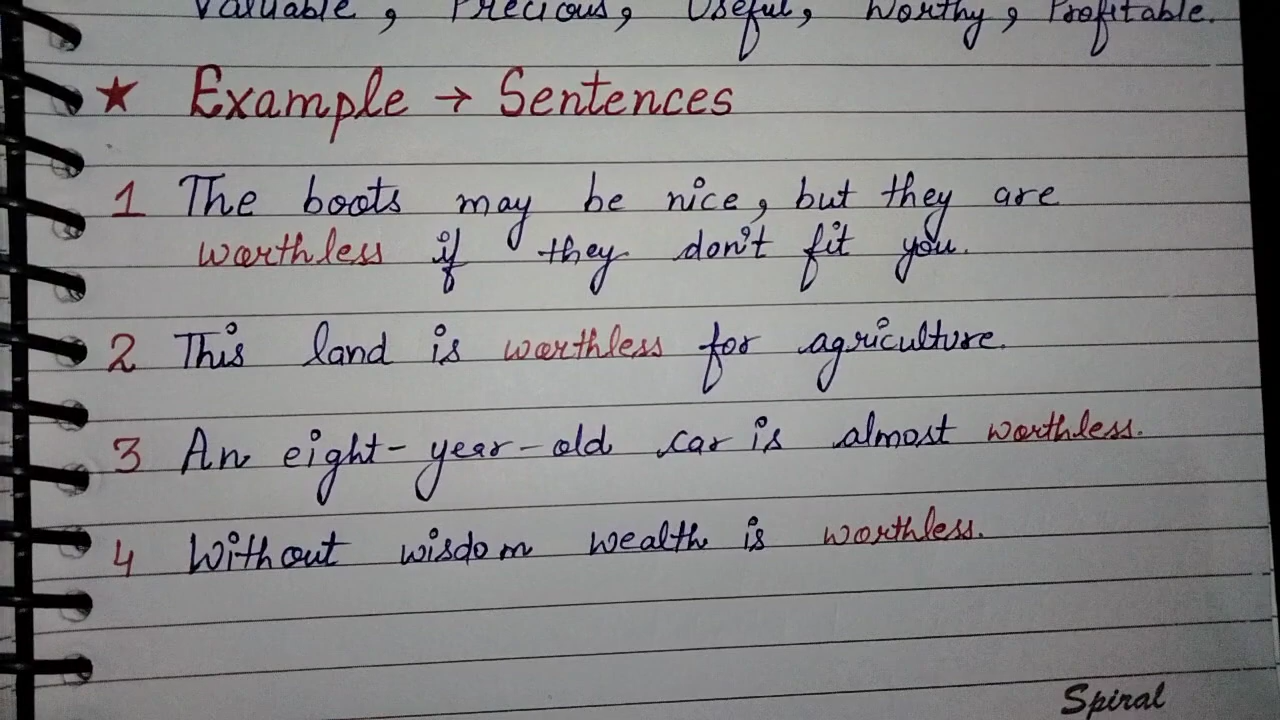 Valuable, Precious, Useful, Worthy, Profitable.
★ Example → Sentences
1 The boots may be nice, but they are
worthless if they don't fit you.
2 This land is worthless for agriculture.
3 An eight-year-old car is almost worthless.
4 Without wisdom wealth is worthless.
Spiral